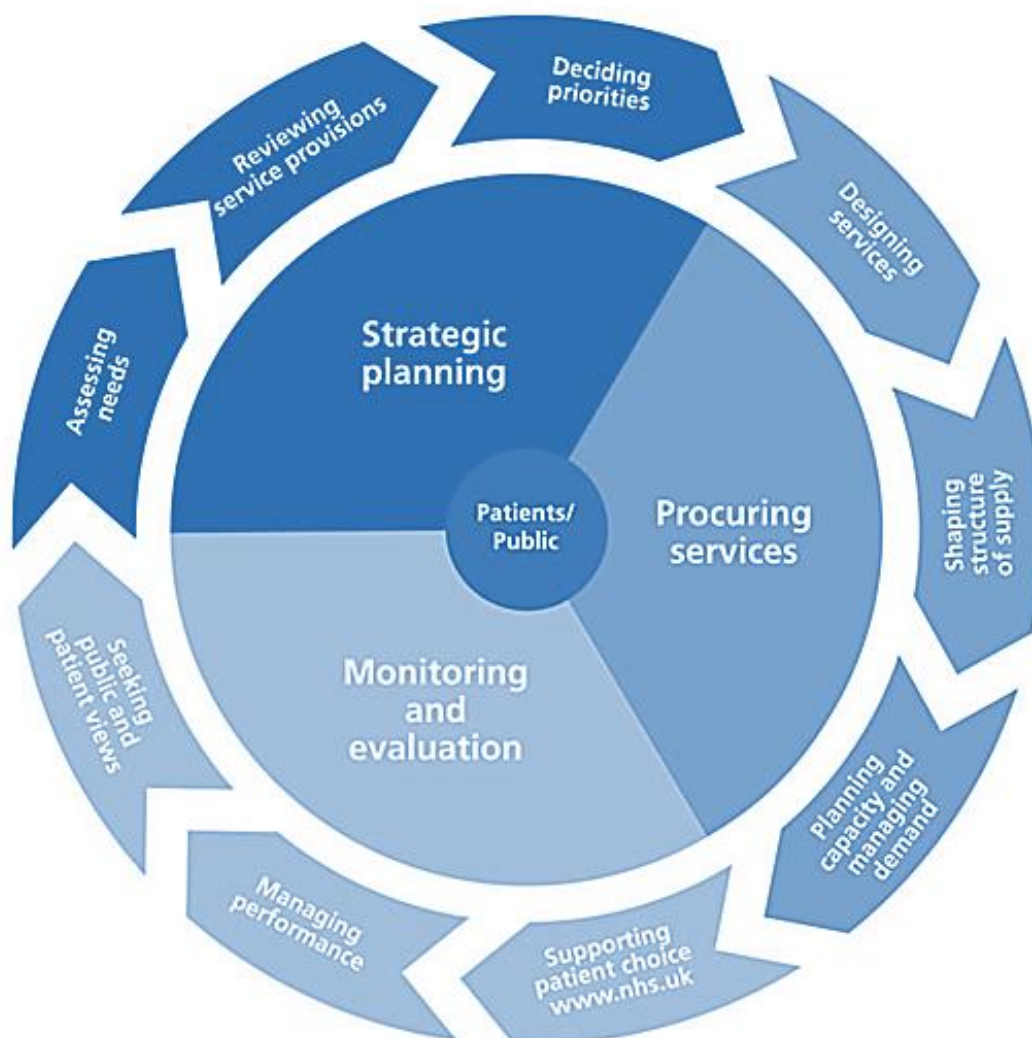 Deciding
priorities
Designing
services
Shaping
structure
of supply
Planning
capacity and
managing
demand
Supporting
patient choice
www.nhs.uk
Managing
performance
Seeking
public and
patient views
Assessing
needs
Reviewing
service provisions
Strategic
planning
Procuring
services
Monitoring
and
evaluation
Patients/
Public